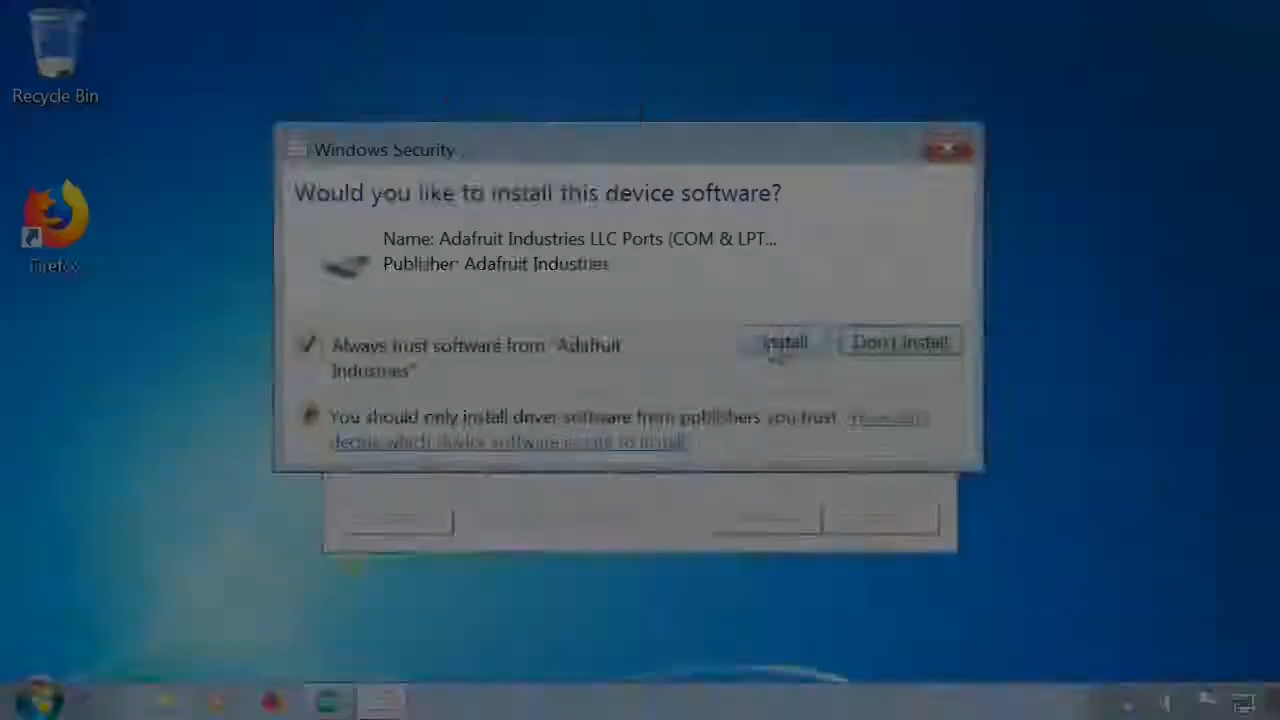 Recycle Bin
Windows Security
Would you like to install this device software?
Name: Adafruit Industries LLC Ports (COM & LPT...
Publisher: Adafruit Industries
Firefox
Always trust software from "Adafruit
Industries"
Install
Don't Install
You should only install driver software from publishers you trust.
decide which device software is safe to install